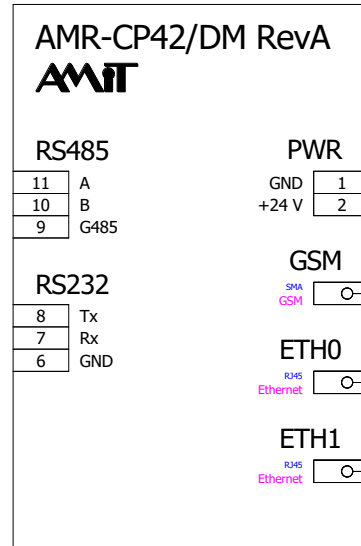 AMR-CP42/DM RevA
AMiT
RS485
11 A
10 B
9 G485
RS232
8 Tx
7 Rx
6 GND
PWR
GND 1
+24 V 2
GSM
SMA
GSM
ETH0
RJ45
Ethernet
ETH1
RJ45
Ethernet